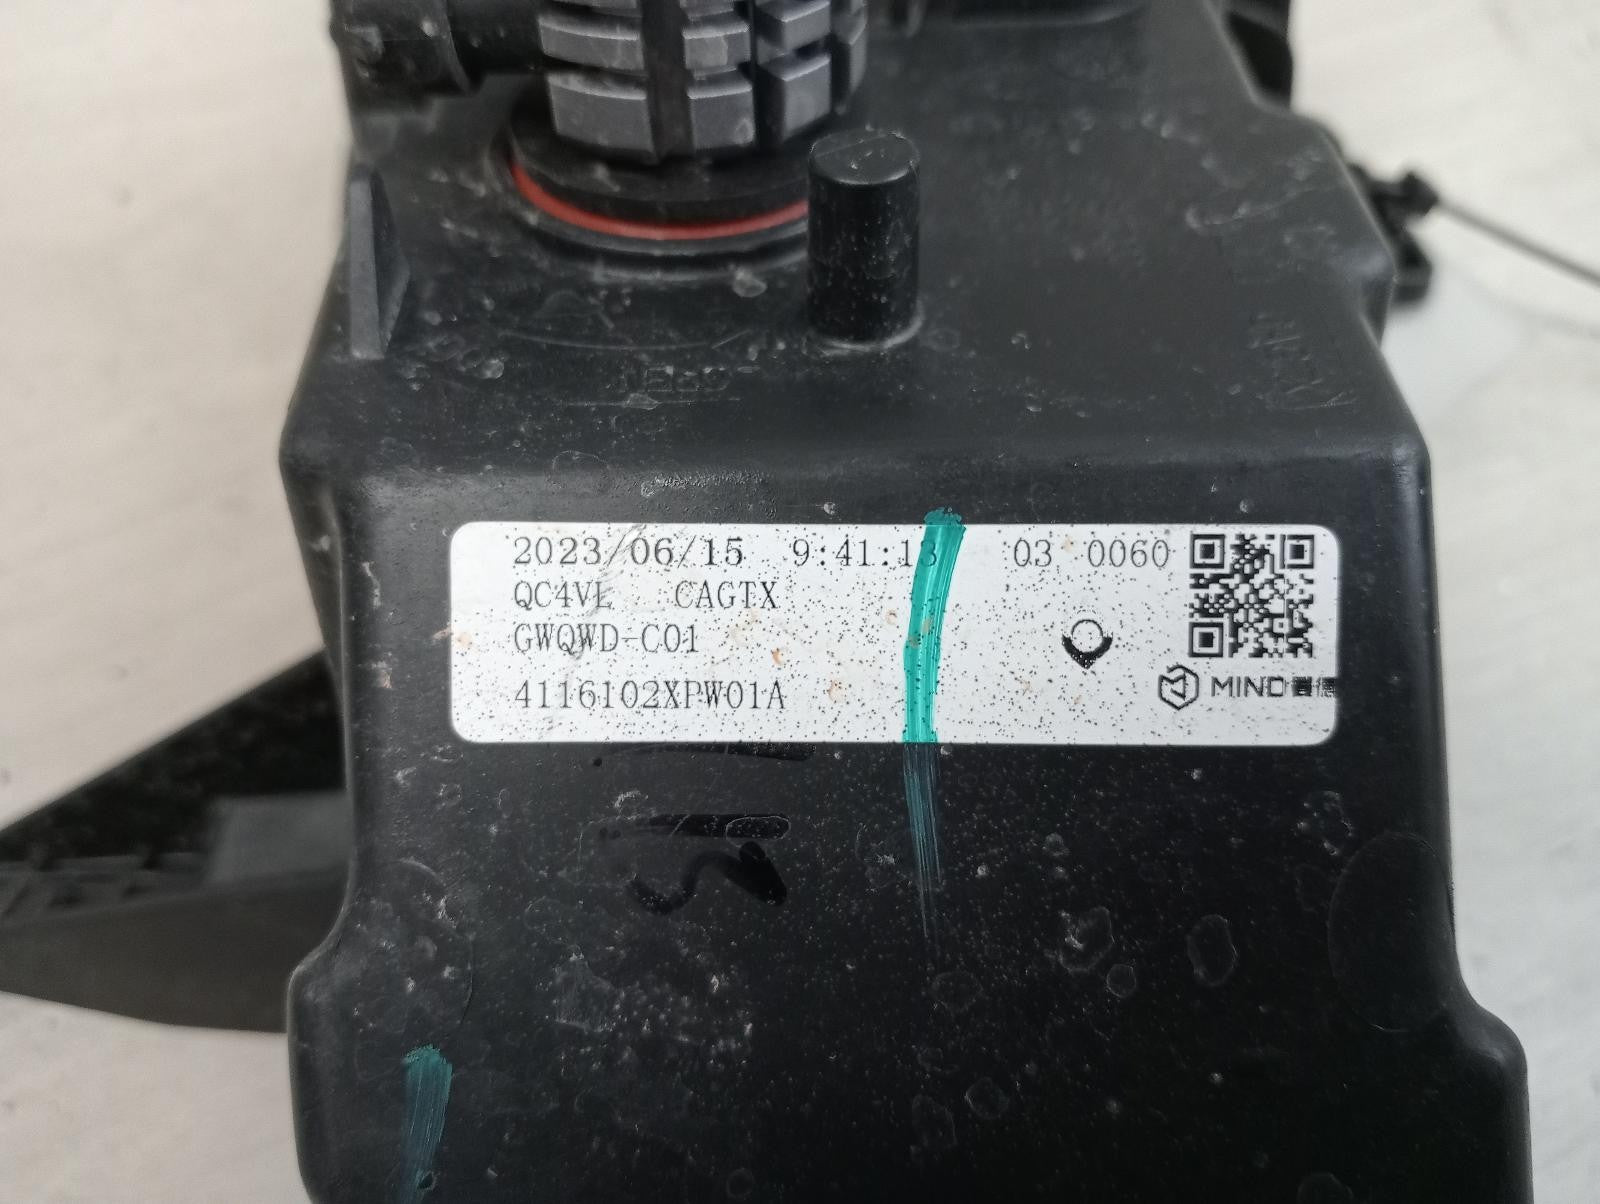 2023/06/15 9:41:13 03 0060
QC4VL CAGTX
GWQWD-C01
4116102XPW01A
MIND